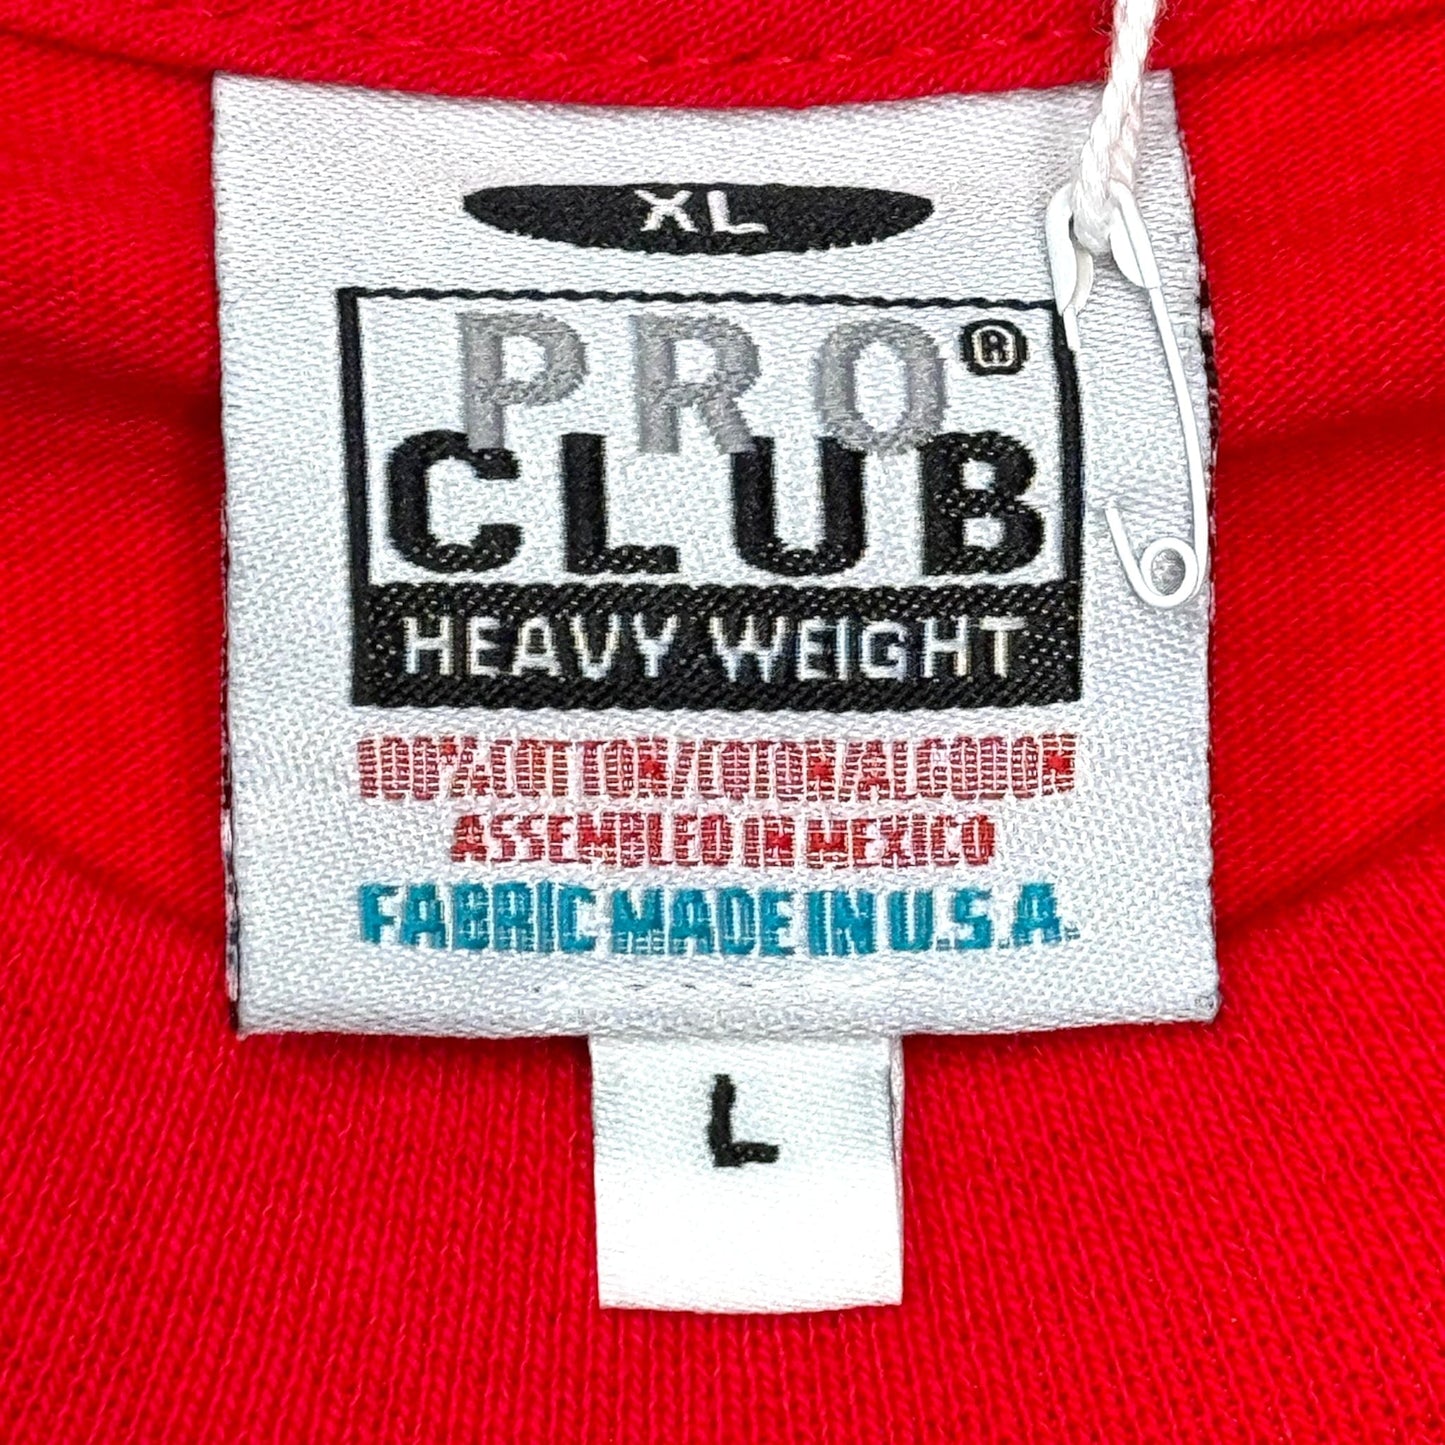 XL
PRO®
CLUB
HEAVY WEIGHT
100% COTTON/COTON/ALGODON
ASSEMBLED IN MEXICO
FABRIC MADE IN U.S.A.
L